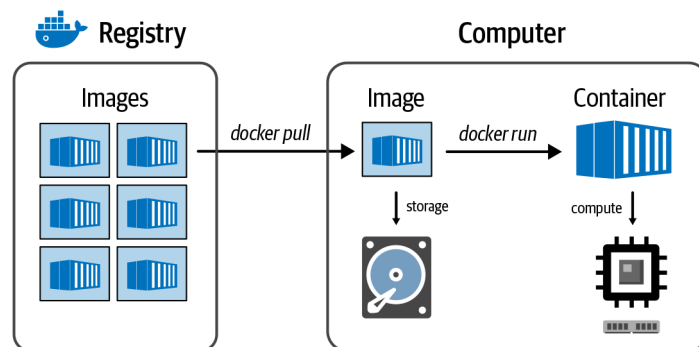 Registry
Computer
Images
docker pull
Image
docker run
Container
storage
compute